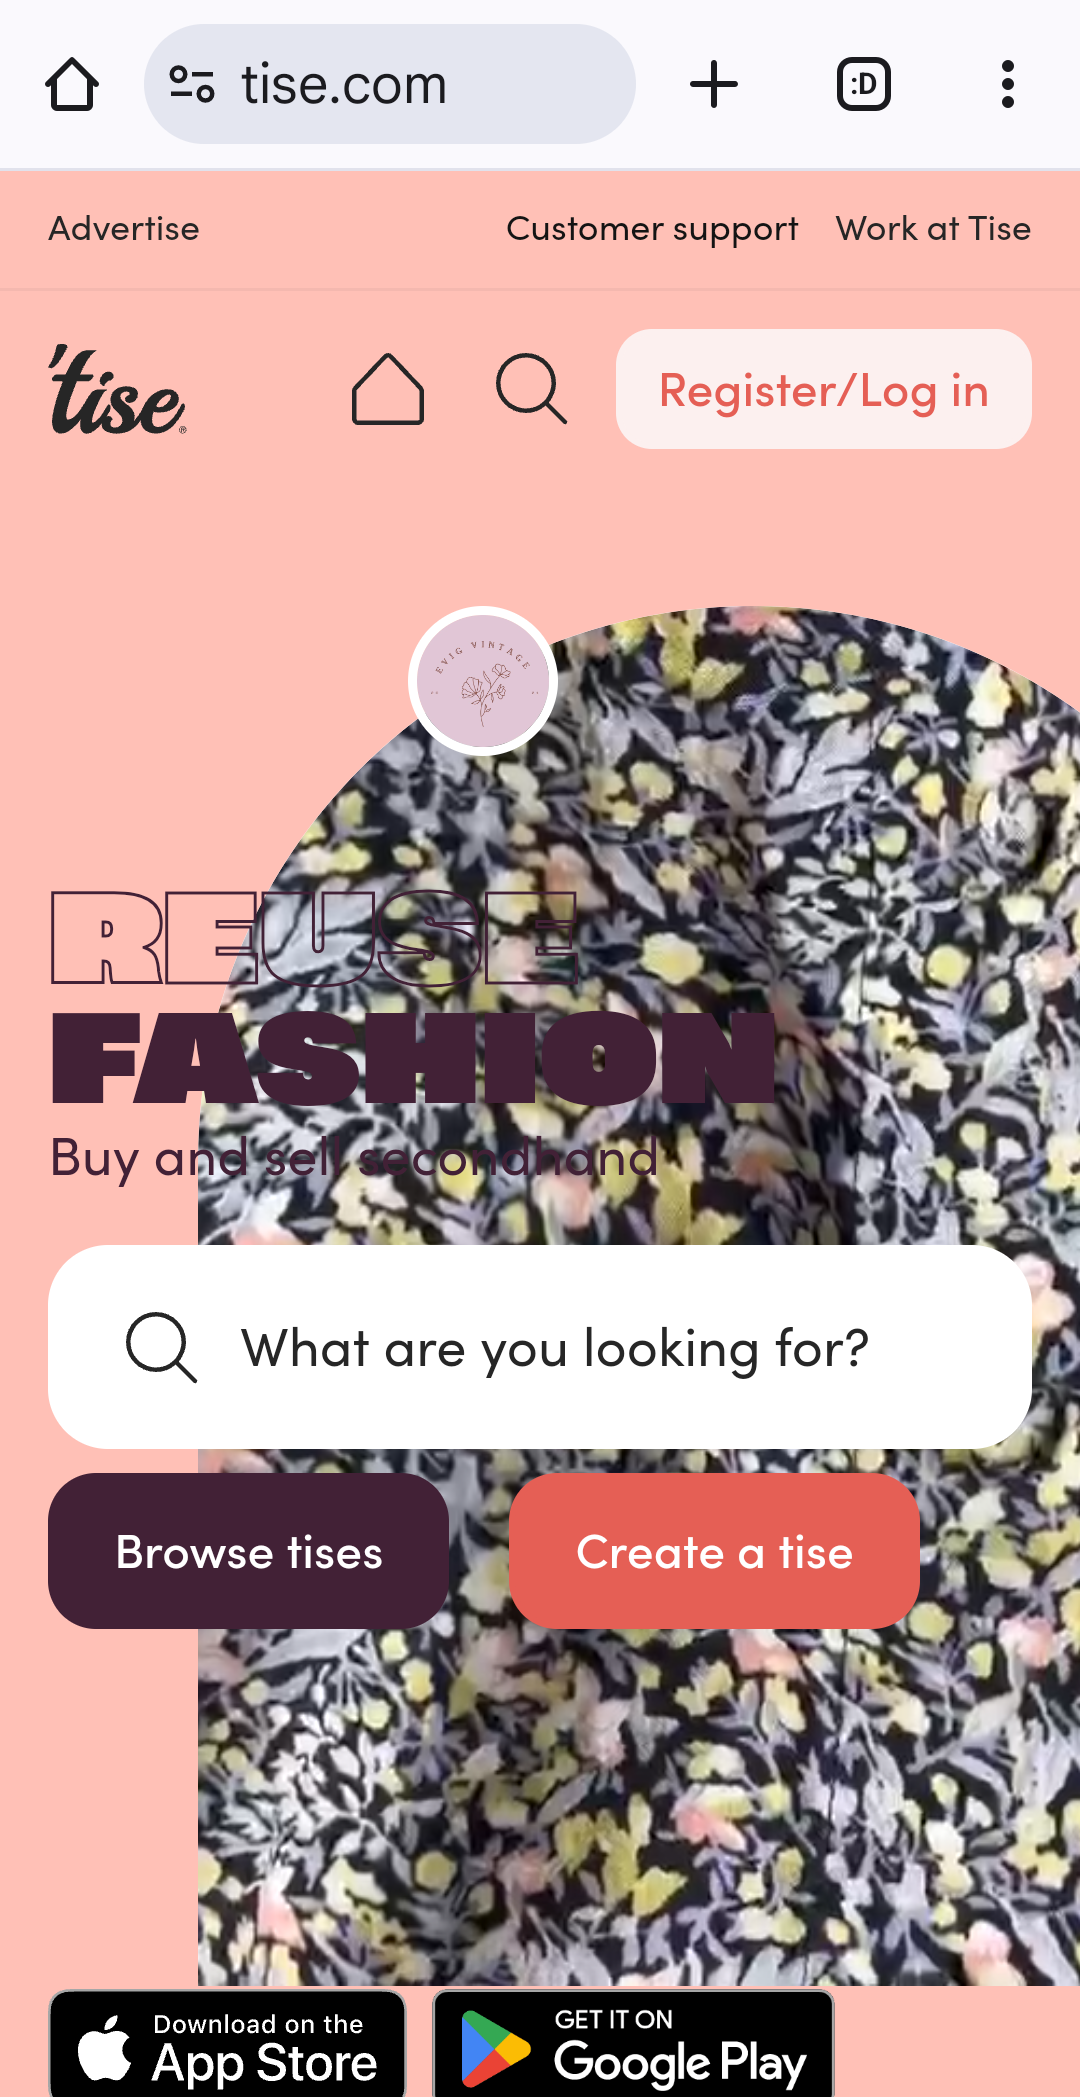 tise.com
:D
Advertise
Customer support
Work at Tise
'tise®
Register/Log in
EVIG VINTAGE
REUSE
FASHION
Buy and sell secondhand
What are you looking for?
Browse tises
Create a tise
Download on the
App Store
GET IT ON
Google Play